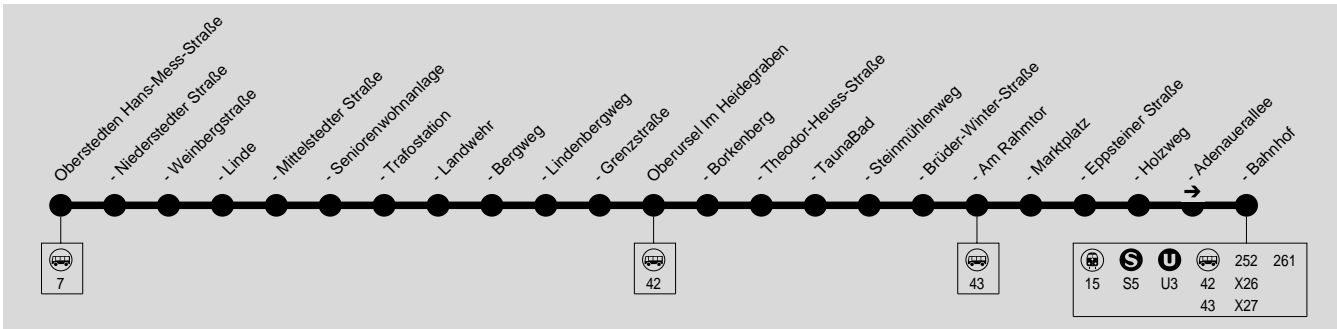 Oberstedten Hans-Mess-Straße
- Niederstedter Straße
- Weinbergstraße
- Linde
- Mittelstedter Straße
- Seniorenwohnanlage
- Trafostation
- Landwehr
- Bergweg
- Lindenbergweg
- Grenzstraße
Oberursel Im Heidegraben
- Borkenberg
- Theodor-Heuss-Straße
- TaunaBad
- Steinmühlenweg
- Brüder-Winter-Straße
- Am Rahmtor
- Marktplatz
- Eppsteiner Straße
- Holzweg
- Adenauerallee
- Bahnhof
7
42
43
S U 252 261
15 S5 U3 42 X26
43 X27